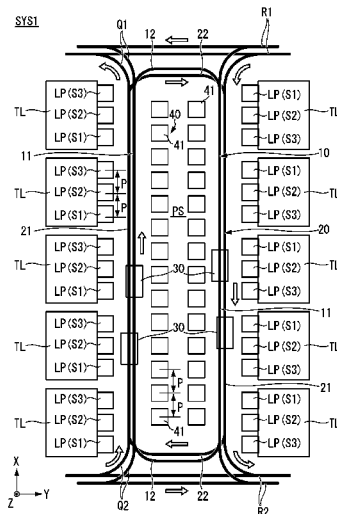 SYS1
Q1 12 22 R1
41
LP(S3) LP(S1)
TL LP(S2) 40 LP(S2) TL
LP(S1) 41 LP(S3)
11 10
LP(S3) P LP(S1)
TL LP(S2) PS LP(S2) TL
LP(S1) P LP(S3)
21 20
LP(S3) LP(S1)
TL LP(S2) 30 LP(S2) TL
LP(S1) LP(S3)
30
LP(S3) 11 LP(S1)
TL LP(S2) P LP(S2) TL
LP(S1) P LP(S3)
21
LP(S3) 41 LP(S1)
TL LP(S2) LP(S2) TL
LP(S1) LP(S3)
X
Z Y Q2 12 22 R2